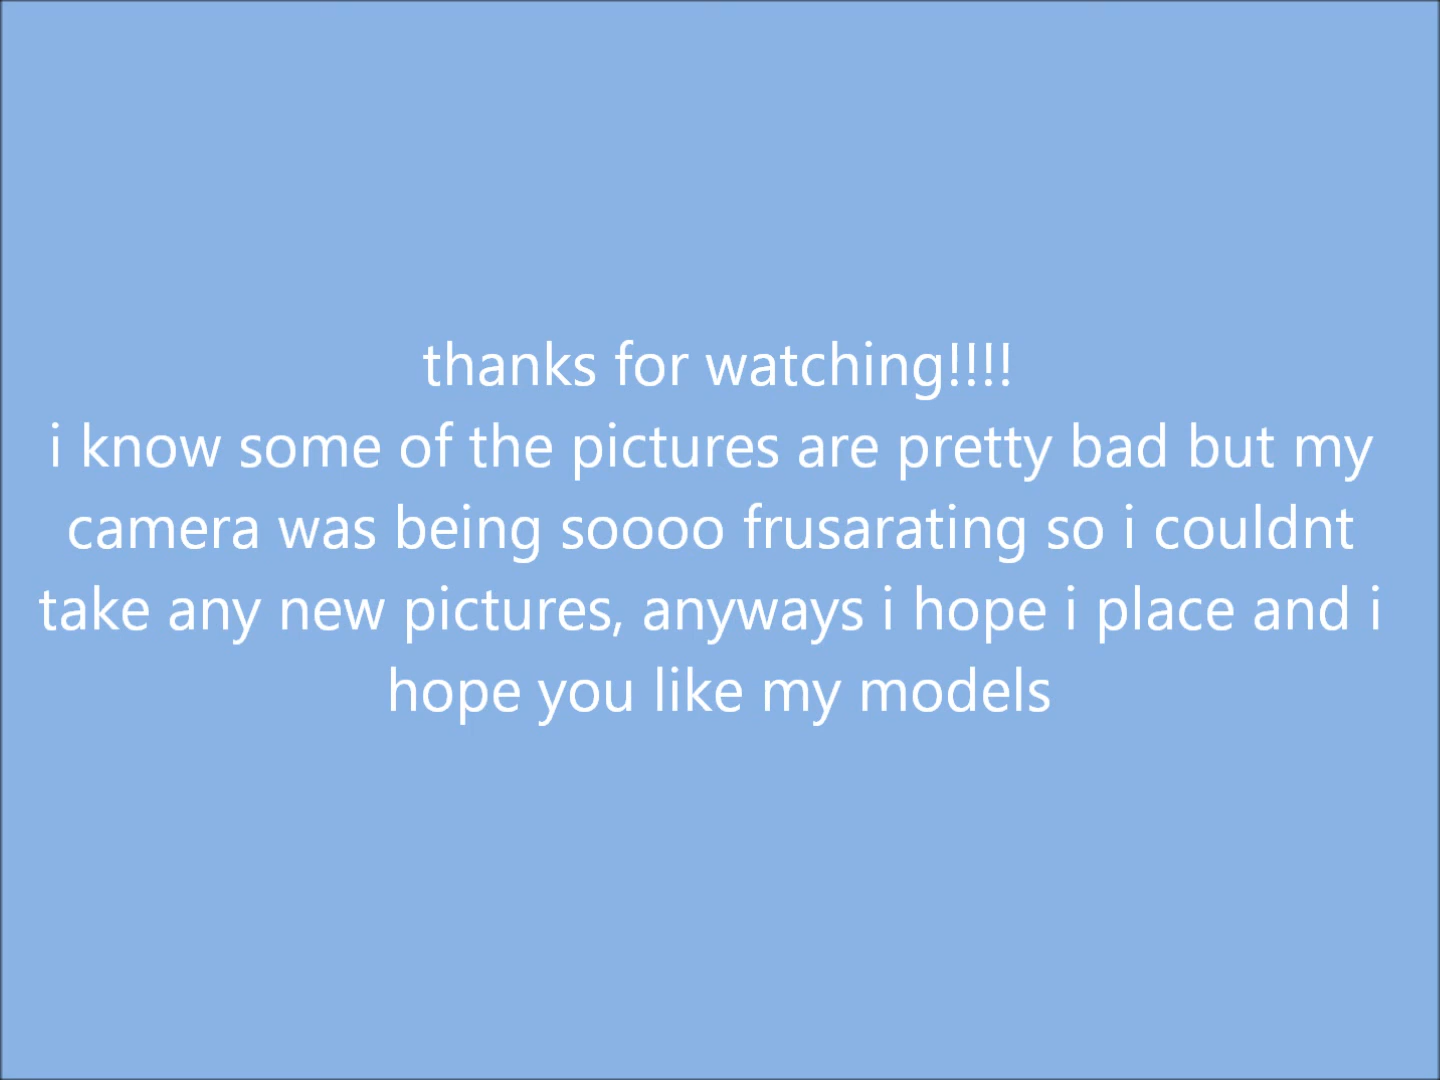 thanks for watching!!!!
i know some of the pictures are pretty bad but my
camera was being soooo frusarating so i couldnt
take any new pictures, anyways i hope i place and i
hope you like my models